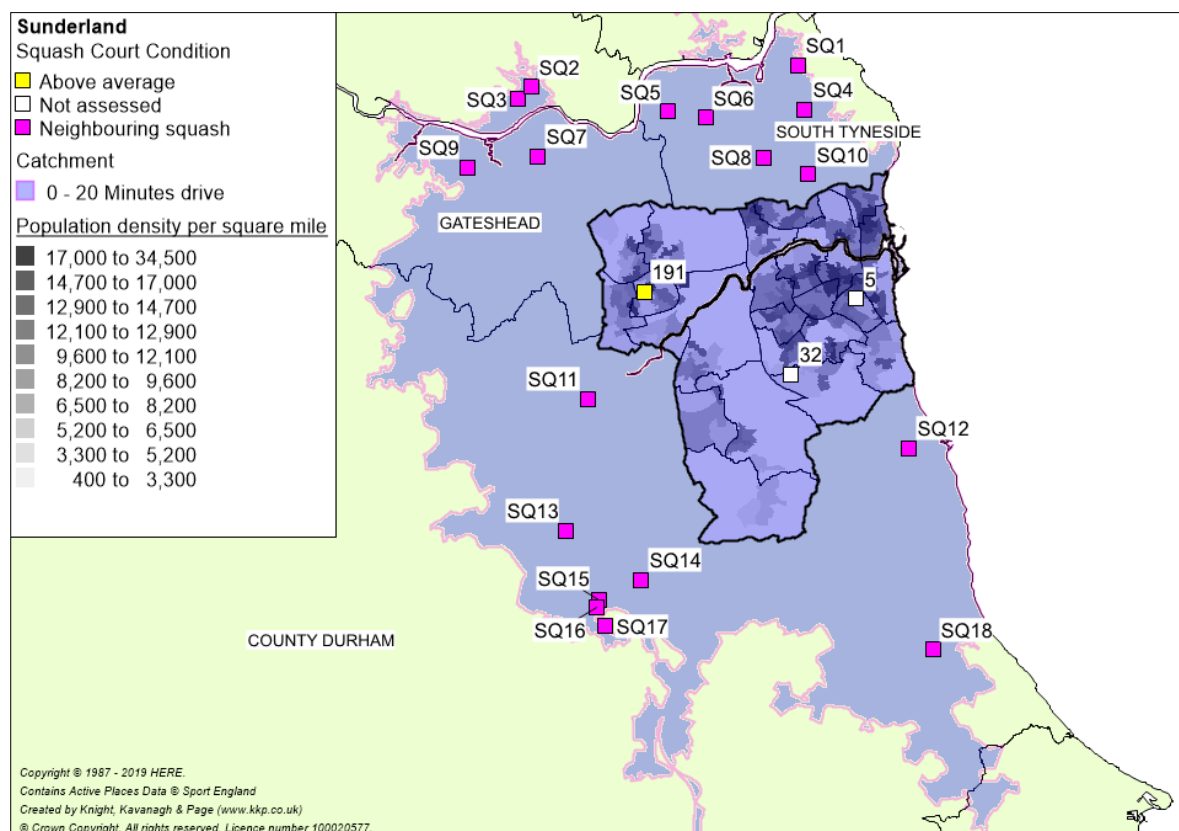 Sunderland
Squash Court Condition
Above average
Not assessed
Neighbouring squash
Catchment
0 - 20 Minutes drive
Population density per square mile
17,000 to 34,500
14,700 to 17,000
12,900 to 14,700
12,100 to 12,900
9,600 to 12,100
8,200 to 9,600
6,500 to 8,200
5,200 to 6,500
3,300 to 5,200
400 to 3,300
SQ1
SQ2
SQ3
SQ5
SQ6
SQ4
SOUTH TYNESIDE
SQ7
SQ9
SQ8
SQ10
GATESHEAD
191
5
32
SQ11
SQ12
SQ13
SQ14
SQ15
SQ16
SQ17
COUNTY DURHAM
SQ18
Copyright © 1987 - 2019 HERE.
Contains Active Places Data © Sport England
Created by Knight, Kavanagh & Page (www.kkp.co.uk)
© Crown Copyright. All rights reserved. Licence number 100020577